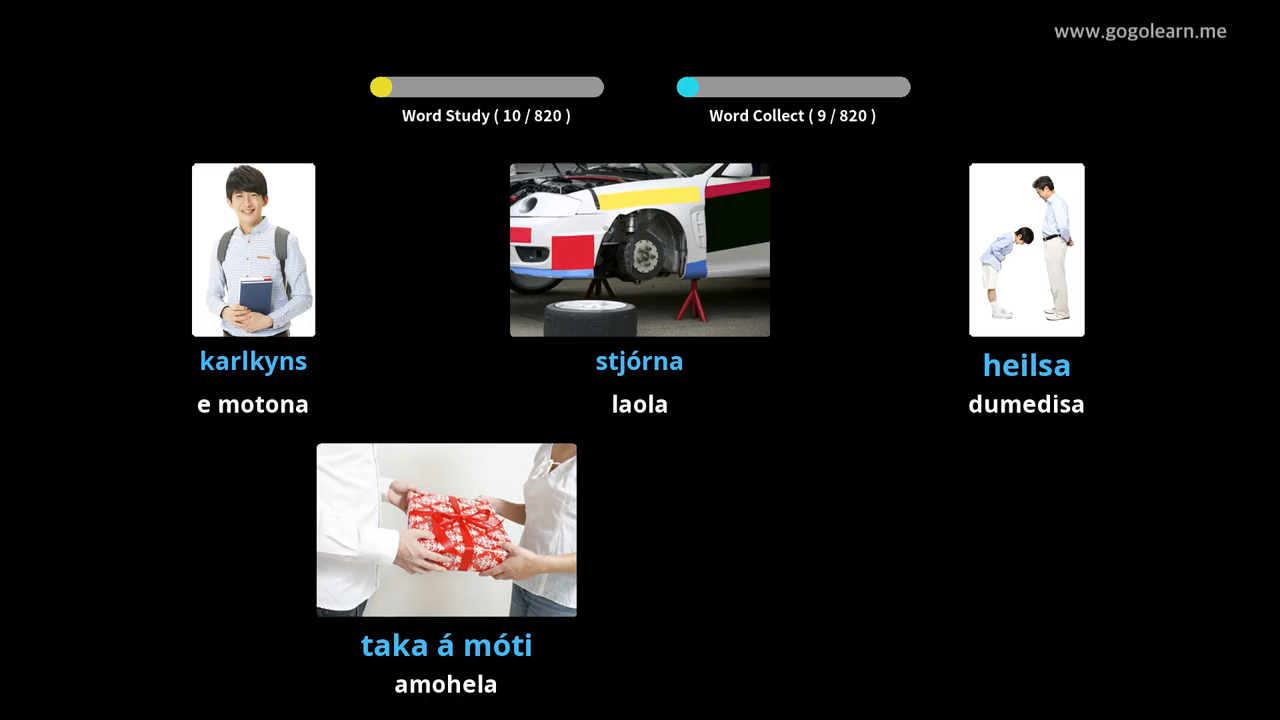 www.gogolearn.me
Word Study ( 10 / 820 )
Word Collect ( 9 / 820 )
karlkyns
stjórna
heilsa
e motona
laola
dumedisa
taka á móti
amohela